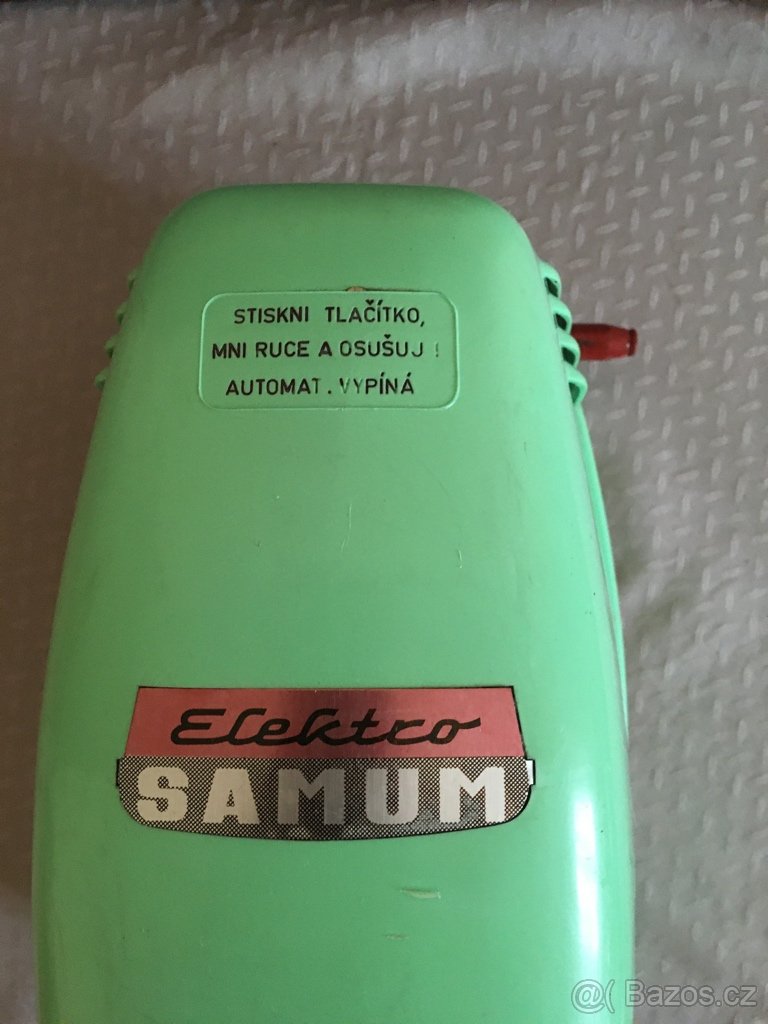 STISKNI TLAČÍTKO,
MNI RUCE A OSUŠUJ !
AUTOMAT. VYPÍNÁ
Elektro
SAMUM
@( Bazos.cz